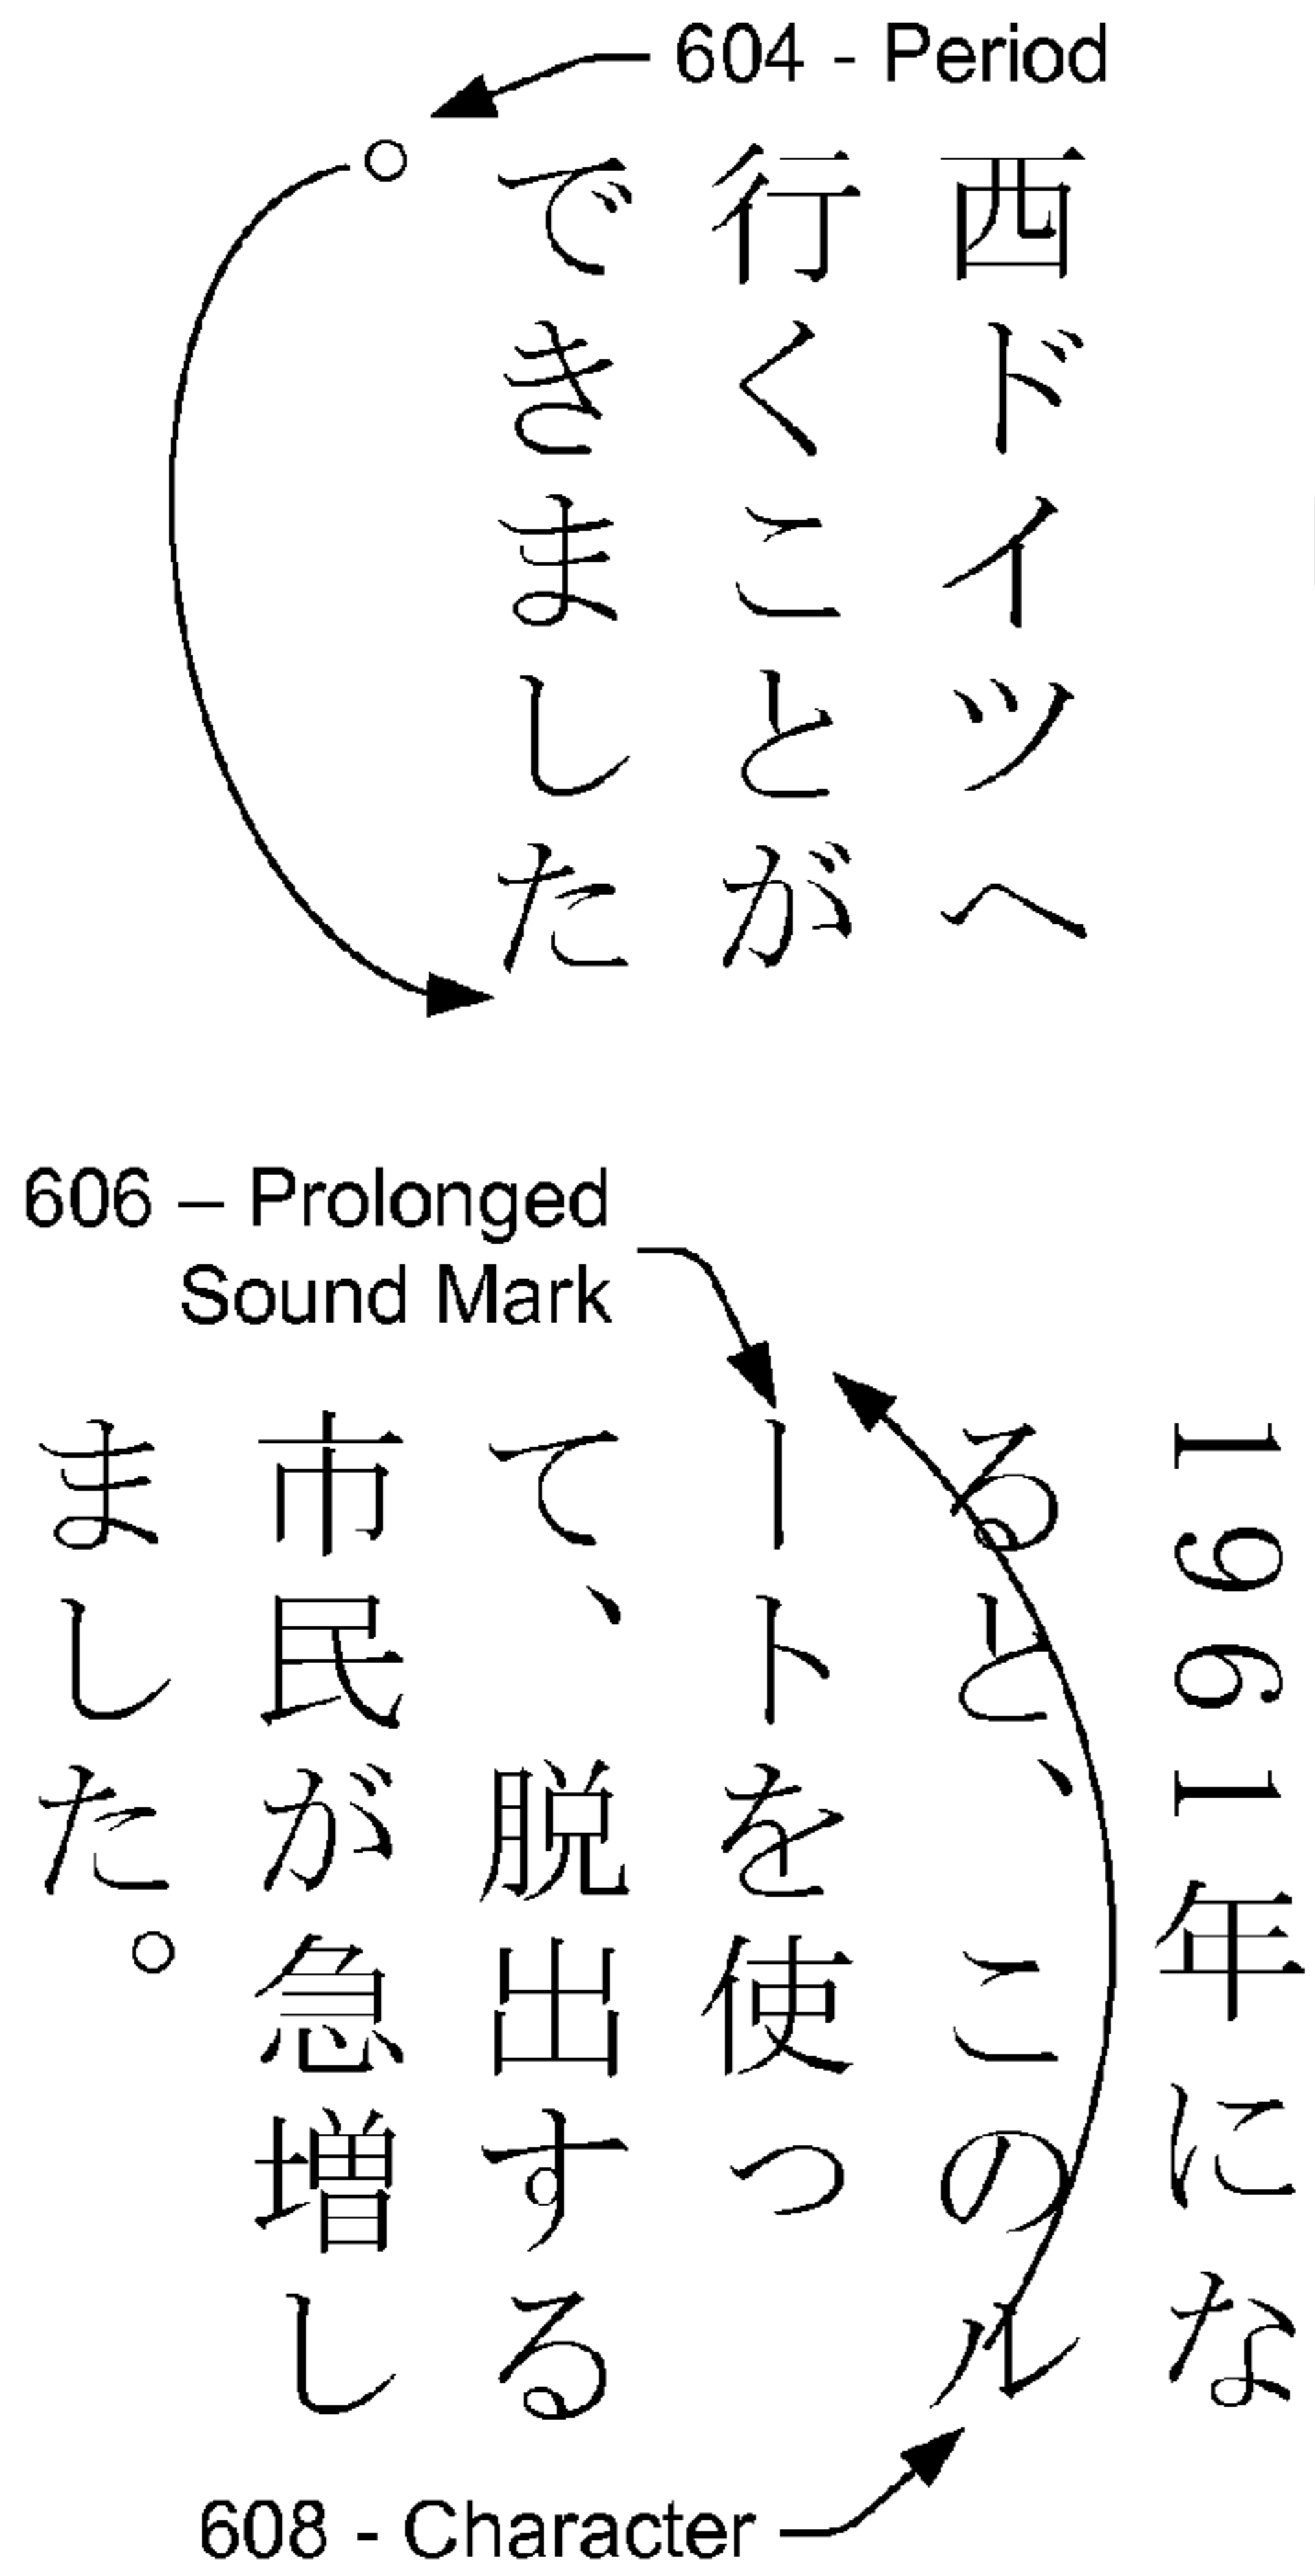 604 - Period
西ドイツへ
行くことが
できました
。
606 – Prolonged
Sound Mark
1961年にな
ると、このル
ートを使っ
て、脱出する
市民が急増し
ました。
608 - Character